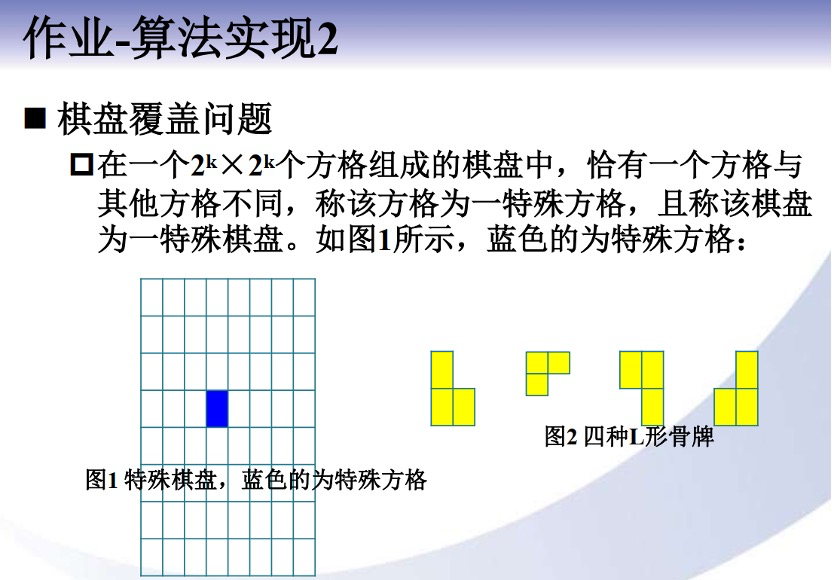 作业-算法实现2
■ 棋盘覆盖问题
在一个2ᵏ×2ᵏ个方格组成的棋盘中，恰有一个方格与
其他方格不同，称该方格为一特殊方格，且称该棋盘
为一特殊棋盘。如图1所示，蓝色的为特殊方格：
图2 四种L形骨牌
图1 特殊棋盘，蓝色的为特殊方格